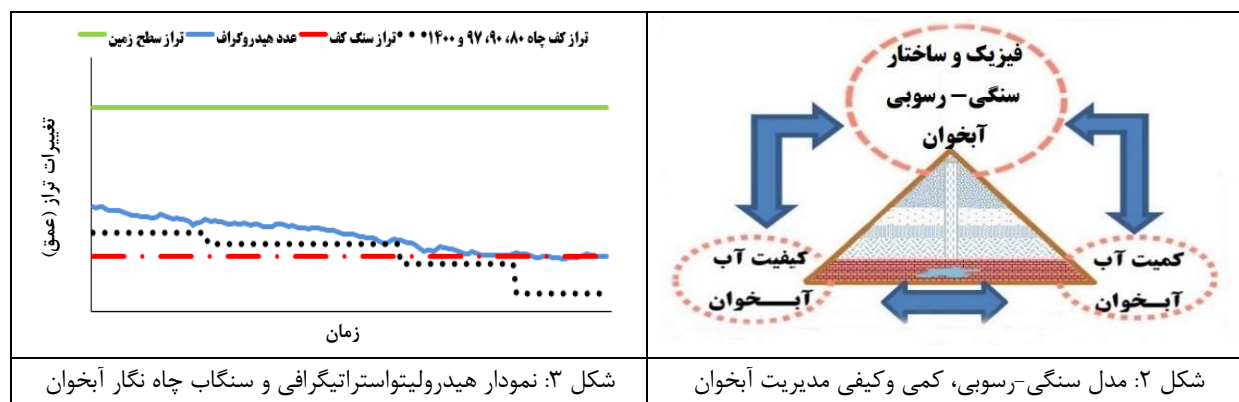 فیزیک و ساختار
سنگی- رسوبی
آبخوان
کمیت آب
آبــخوان
کیفیت آب
آبـــخوان
شکل ۲: مدل سنگی-رسوبی، کمی وکیفی مدیریت آبخوان
تراز کف چاه ۸۰، ۹۰، ۹۷ و ۱۴۰۰
تراز سنگ کف
عدد هیدروگراف
تراز سطح زمین
تغییرات تراز (عمق)
زمان
شکل ۳: نمودار هیدرولیتواستراتیگرافی و سنگاب چاه نگار آبخوان